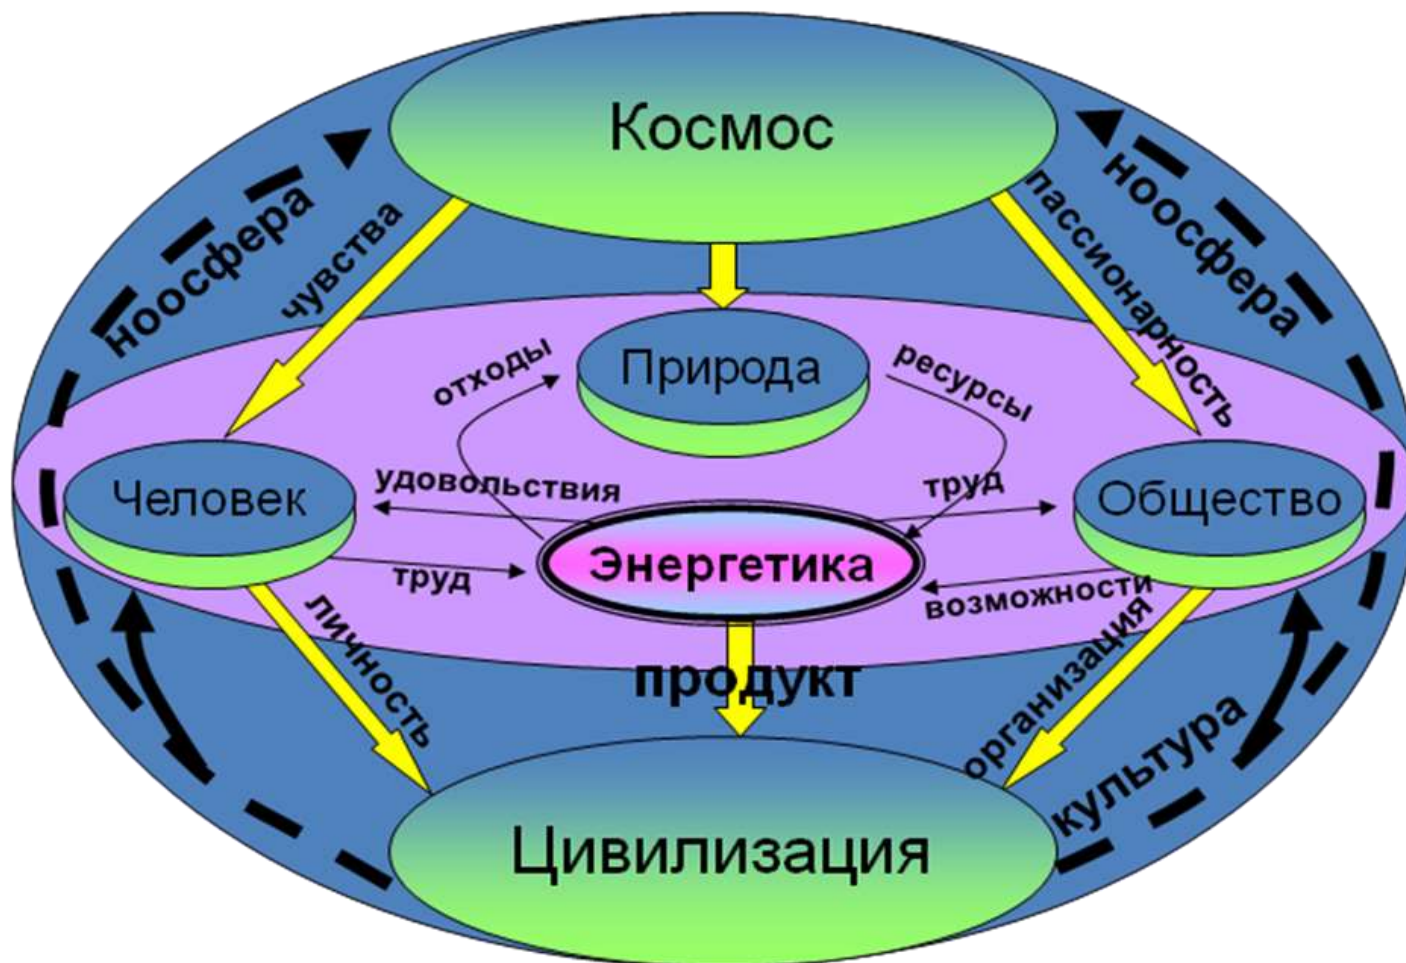 Космос
ноосфера
чувства
пассионарность
ноосфера
отходы
Природа
ресурсы
Человек
удовольствия
труд
Общество
Энергетика
труд
возможности
личность
продукт
организация
культура
Цивилизация